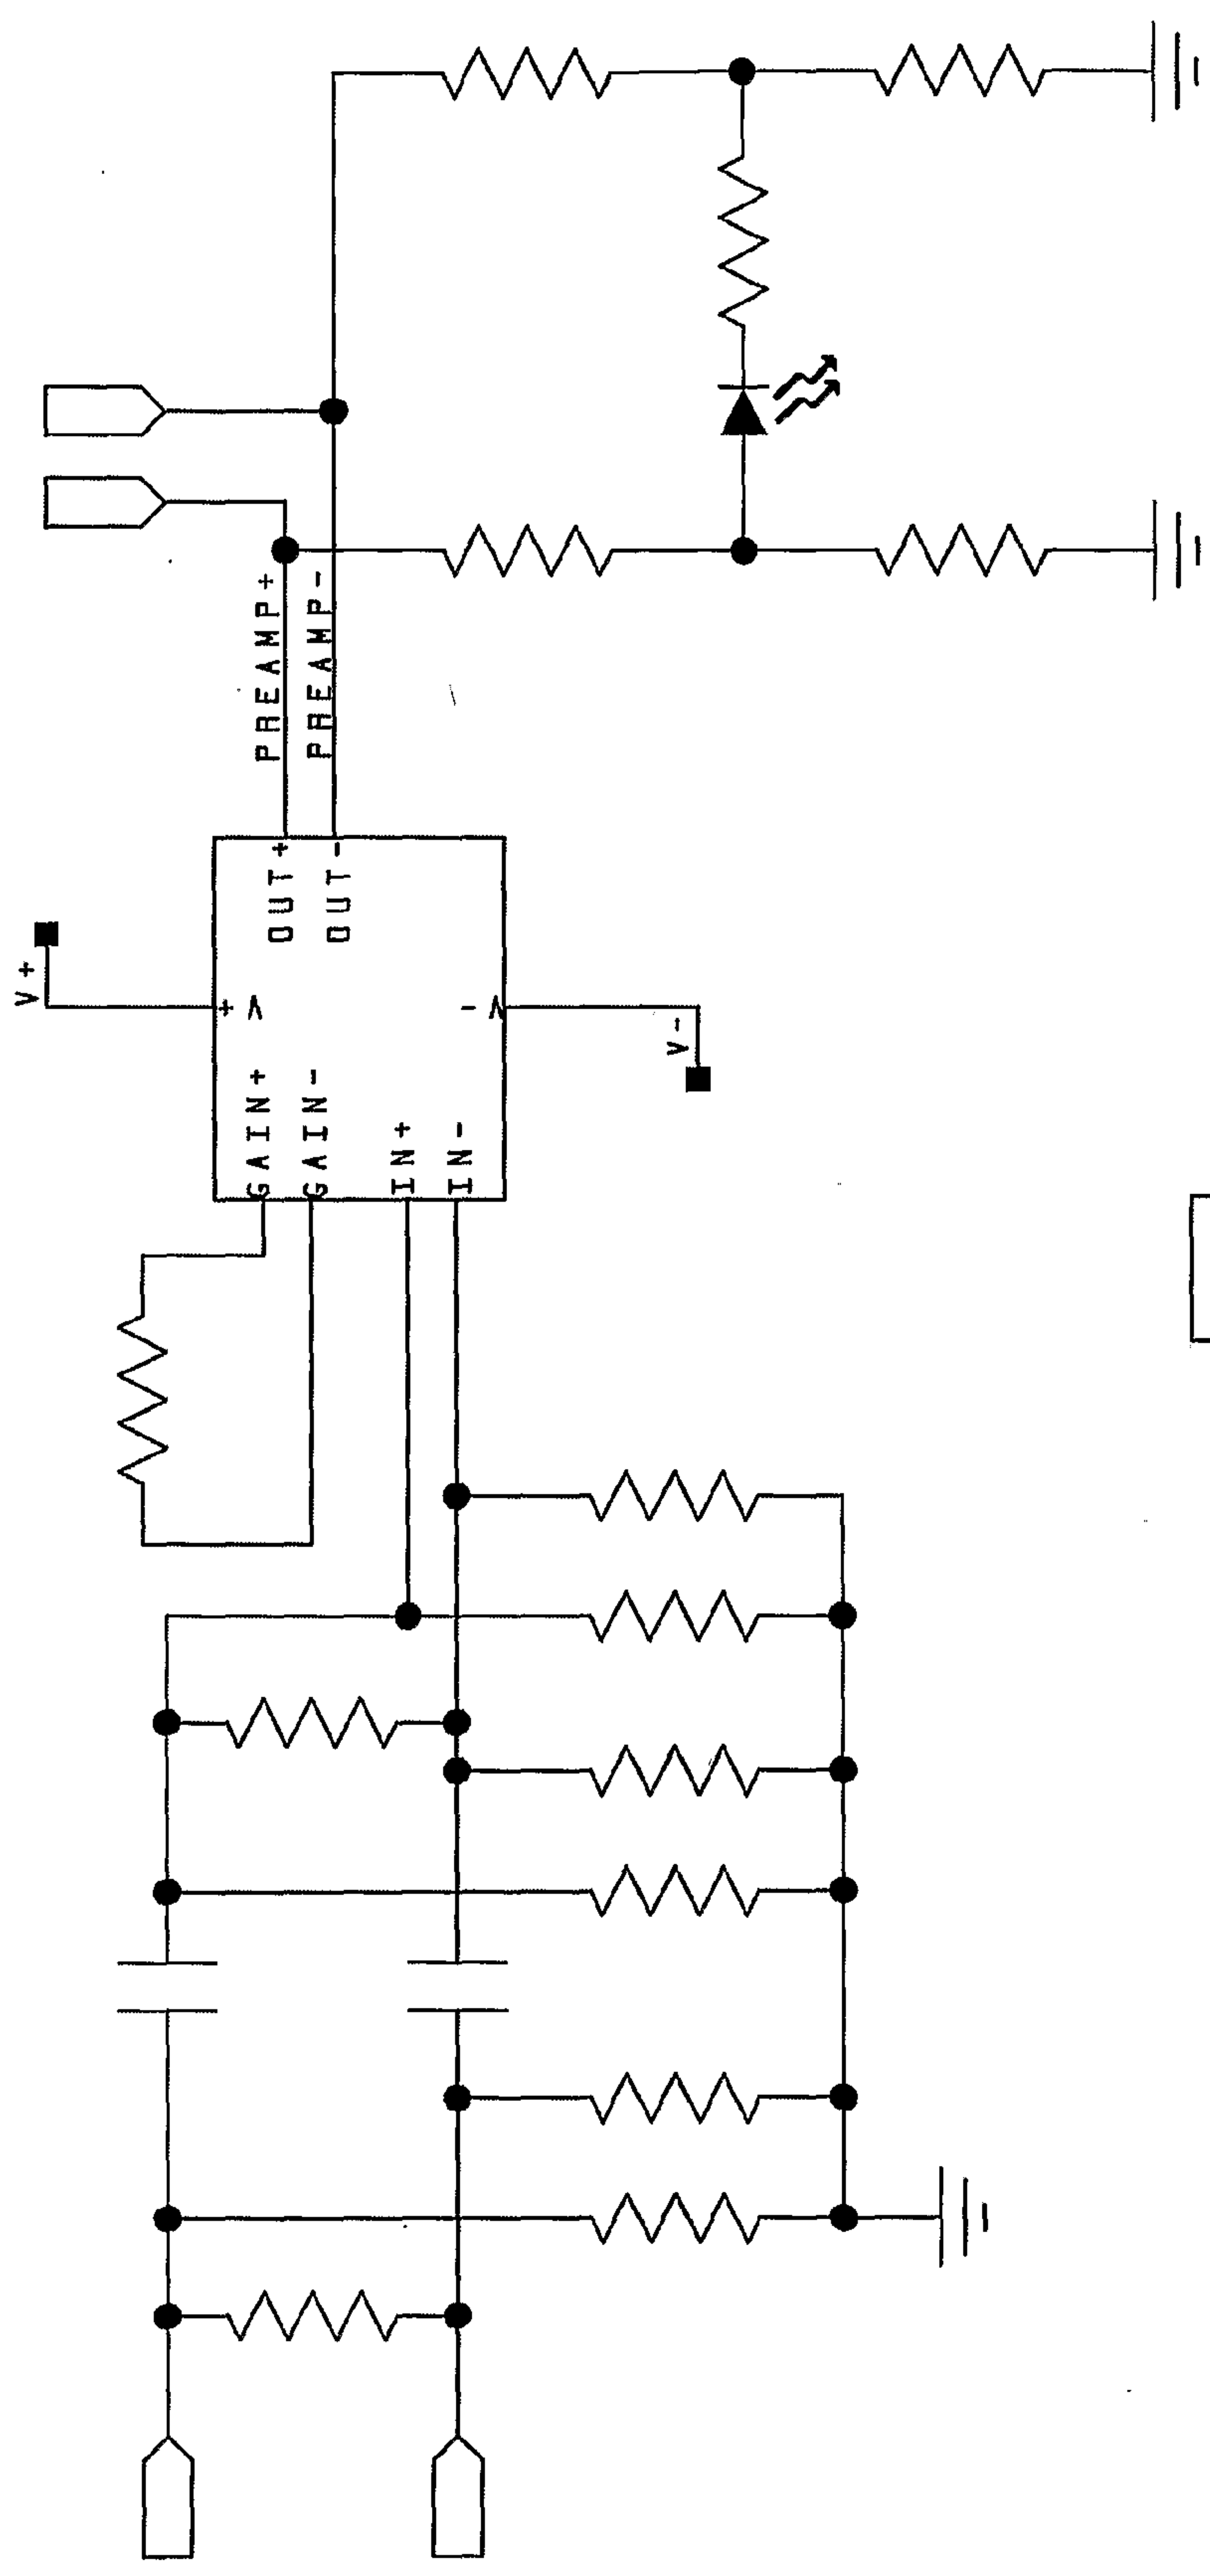 PREAMP+
PREAMP-
OUT+
OUT-
V+
+V
-V
V-
GAIN+
GAIN-
IN+
IN-